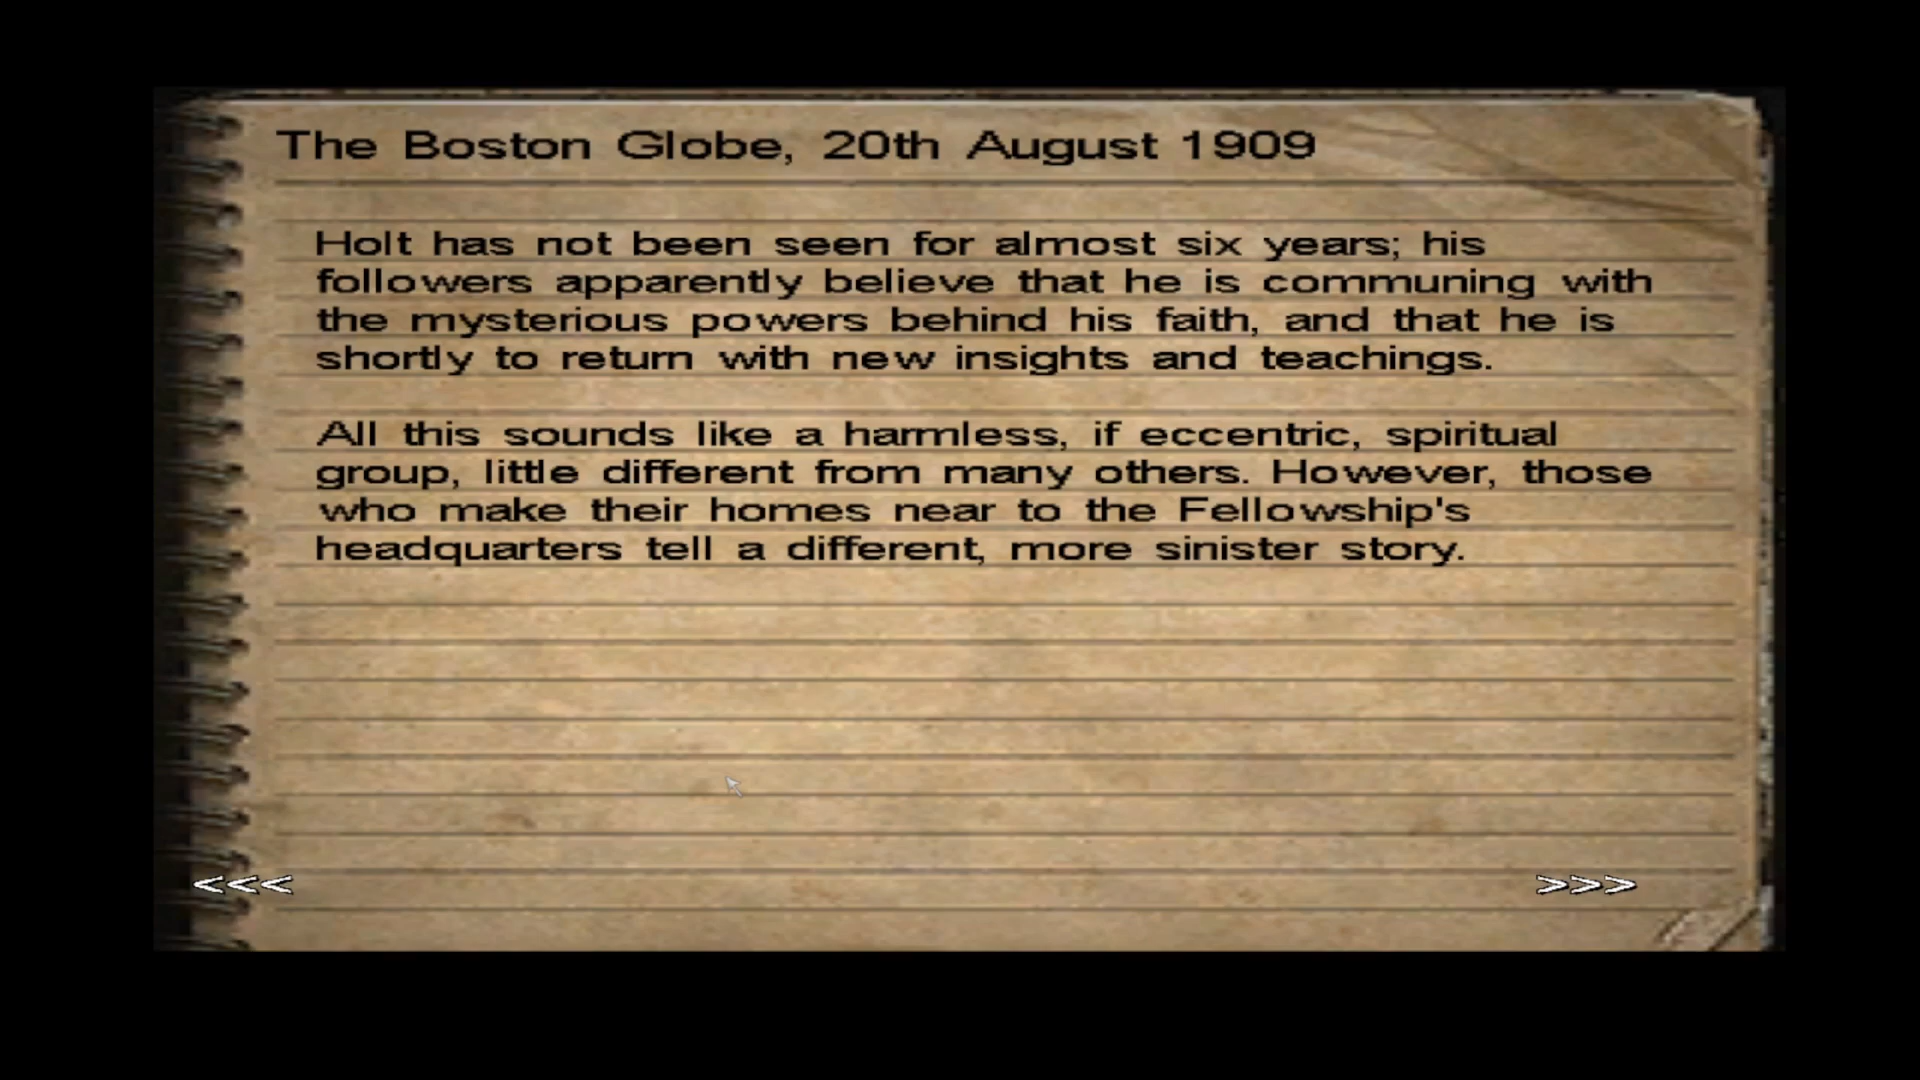 The Boston Globe, 20th August 1909
Holt has not been seen for almost six years; his
followers apparently believe that he is communing with
the mysterious powers behind his faith, and that he is
shortly to return with new insights and teachings.
All this sounds like a harmless, if eccentric, spiritual
group, little different from many others. However, those
who make their homes near to the Fellowship's
headquarters tell a different, more sinister story.
<<< >>>